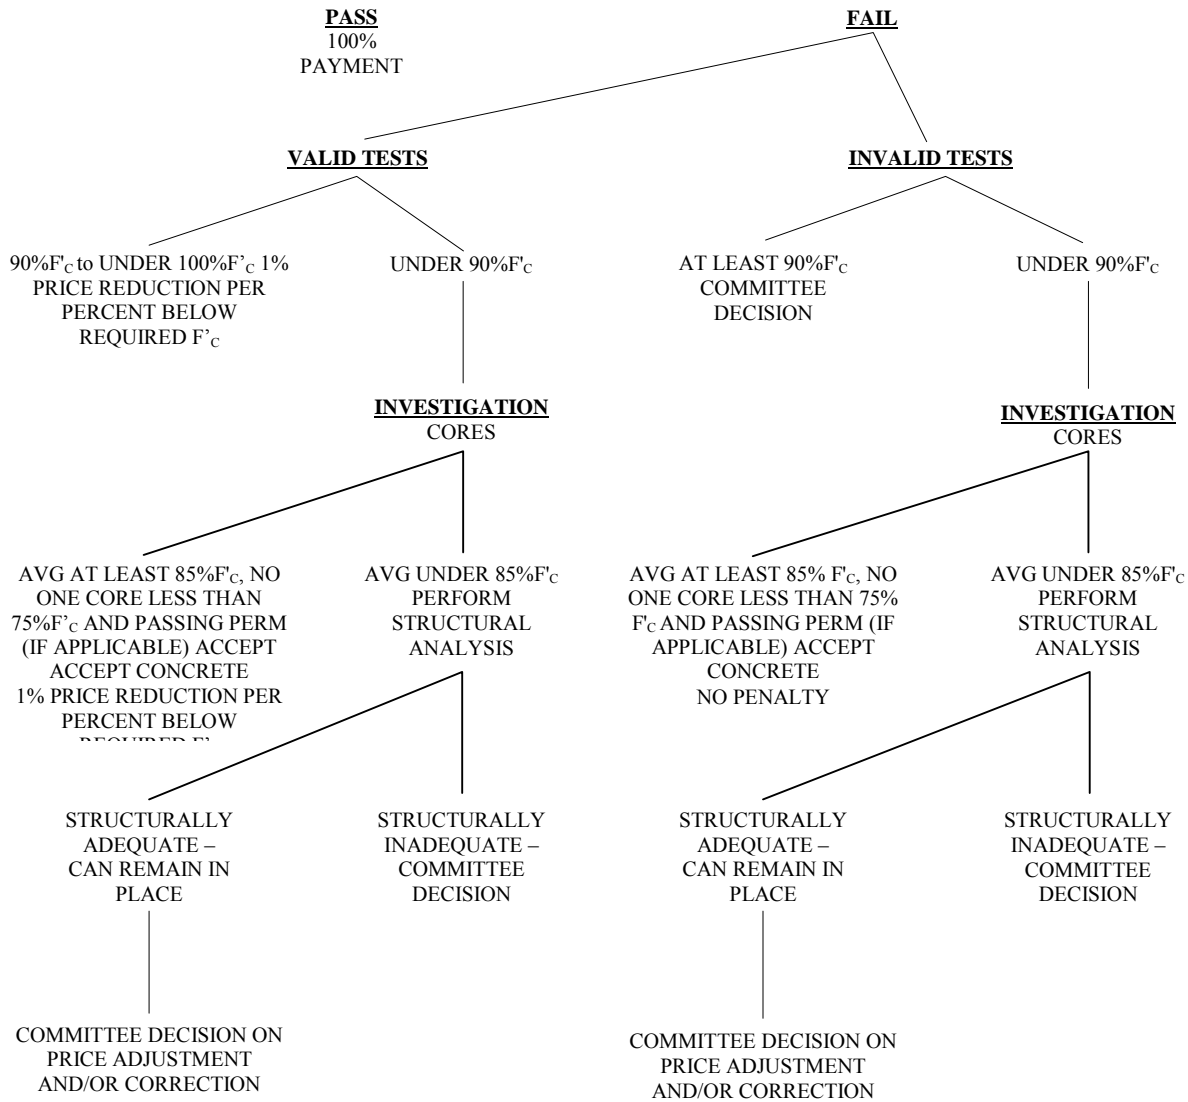 PASS
100%
PAYMENT
FAIL
VALID TESTS
INVALID TESTS
90%F'C to UNDER 100%F’C 1%
PRICE REDUCTION PER
PERCENT BELOW
REQUIRED F’C
UNDER 90%F'C
AT LEAST 90%F'C
COMMITTEE
DECISION
UNDER 90%F'C
INVESTIGATION
CORES
INVESTIGATION
CORES
AVG AT LEAST 85%F'C, NO
ONE CORE LESS THAN
75%F’C AND PASSING PERM
(IF APPLICABLE) ACCEPT
ACCEPT CONCRETE
1% PRICE REDUCTION PER
PERCENT BELOW
REQUIRED F’
AVG UNDER 85%F'C
PERFORM
STRUCTURAL
ANALYSIS
AVG AT LEAST 85% F'C, NO
ONE CORE LESS THAN 75%
F'C AND PASSING PERM (IF
APPLICABLE) ACCEPT
CONCRETE
NO PENALTY
AVG UNDER 85%F'C
PERFORM
STRUCTURAL
ANALYSIS
STRUCTURALLY
ADEQUATE –
CAN REMAIN IN
PLACE
STRUCTURALLY
INADEQUATE –
COMMITTEE
DECISION
STRUCTURALLY
ADEQUATE –
CAN REMAIN IN
PLACE
STRUCTURALLY
INADEQUATE –
COMMITTEE
DECISION
COMMITTEE DECISION ON
PRICE ADJUSTMENT
AND/OR CORRECTION
COMMITTEE DECISION ON
PRICE ADJUSTMENT
AND/OR CORRECTION